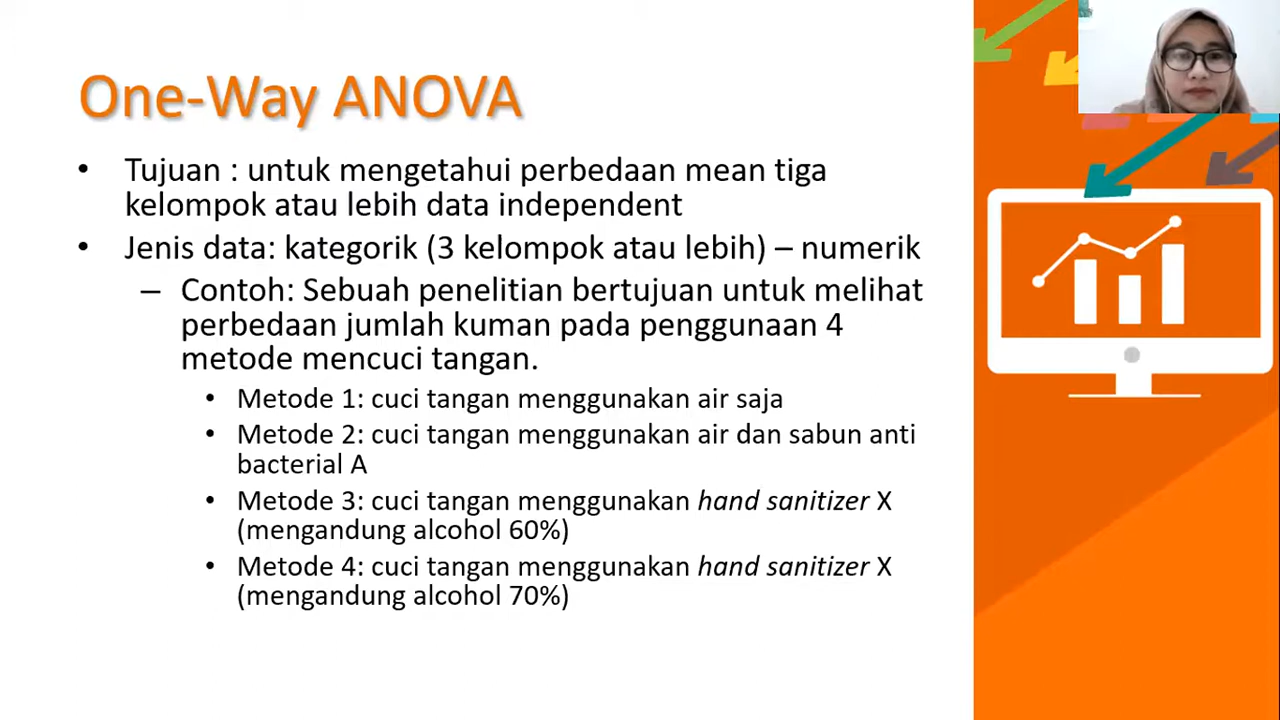 One-Way ANOVA
• Tujuan : untuk mengetahui perbedaan mean tiga
kelompok atau lebih data independent
• Jenis data: kategorik (3 kelompok atau lebih) – numerik
– Contoh: Sebuah penelitian bertujuan untuk melihat
perbedaan jumlah kuman pada penggunaan 4
metode mencuci tangan.
• Metode 1: cuci tangan menggunakan air saja
• Metode 2: cuci tangan menggunakan air dan sabun anti
bacterial A
• Metode 3: cuci tangan menggunakan hand sanitizer X
(mengandung alcohol 60%)
• Metode 4: cuci tangan menggunakan hand sanitizer X
(mengandung alcohol 70%)